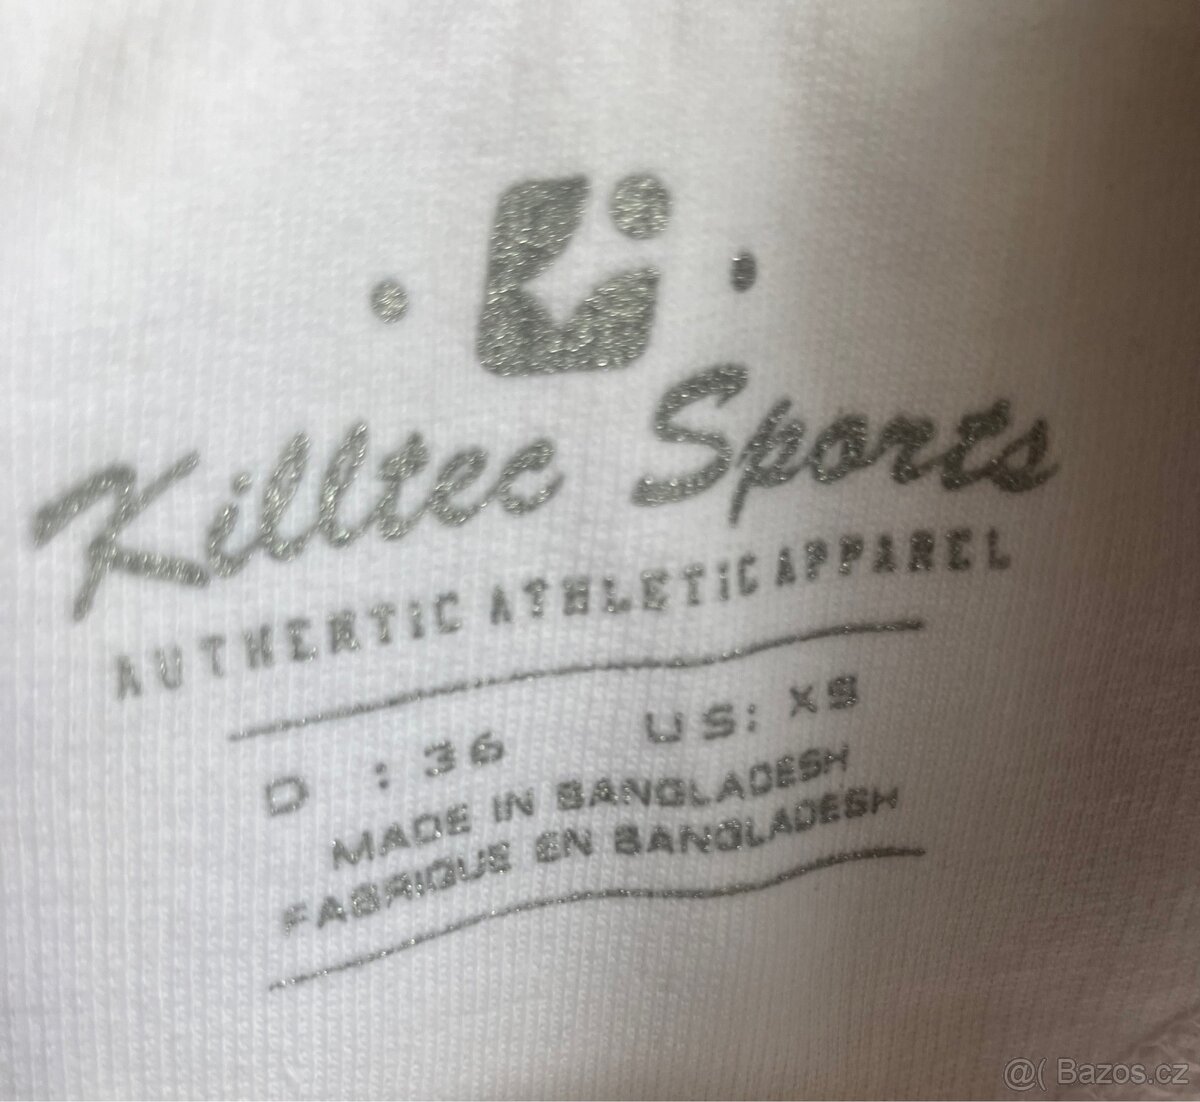 Killtec Sports
AUTHENTIC ATHLETIC APPAREL
D : 36 US: XS
MADE IN BANGLADESH
FABRIQUE EN BANGLADESH
@( Bazos.cz